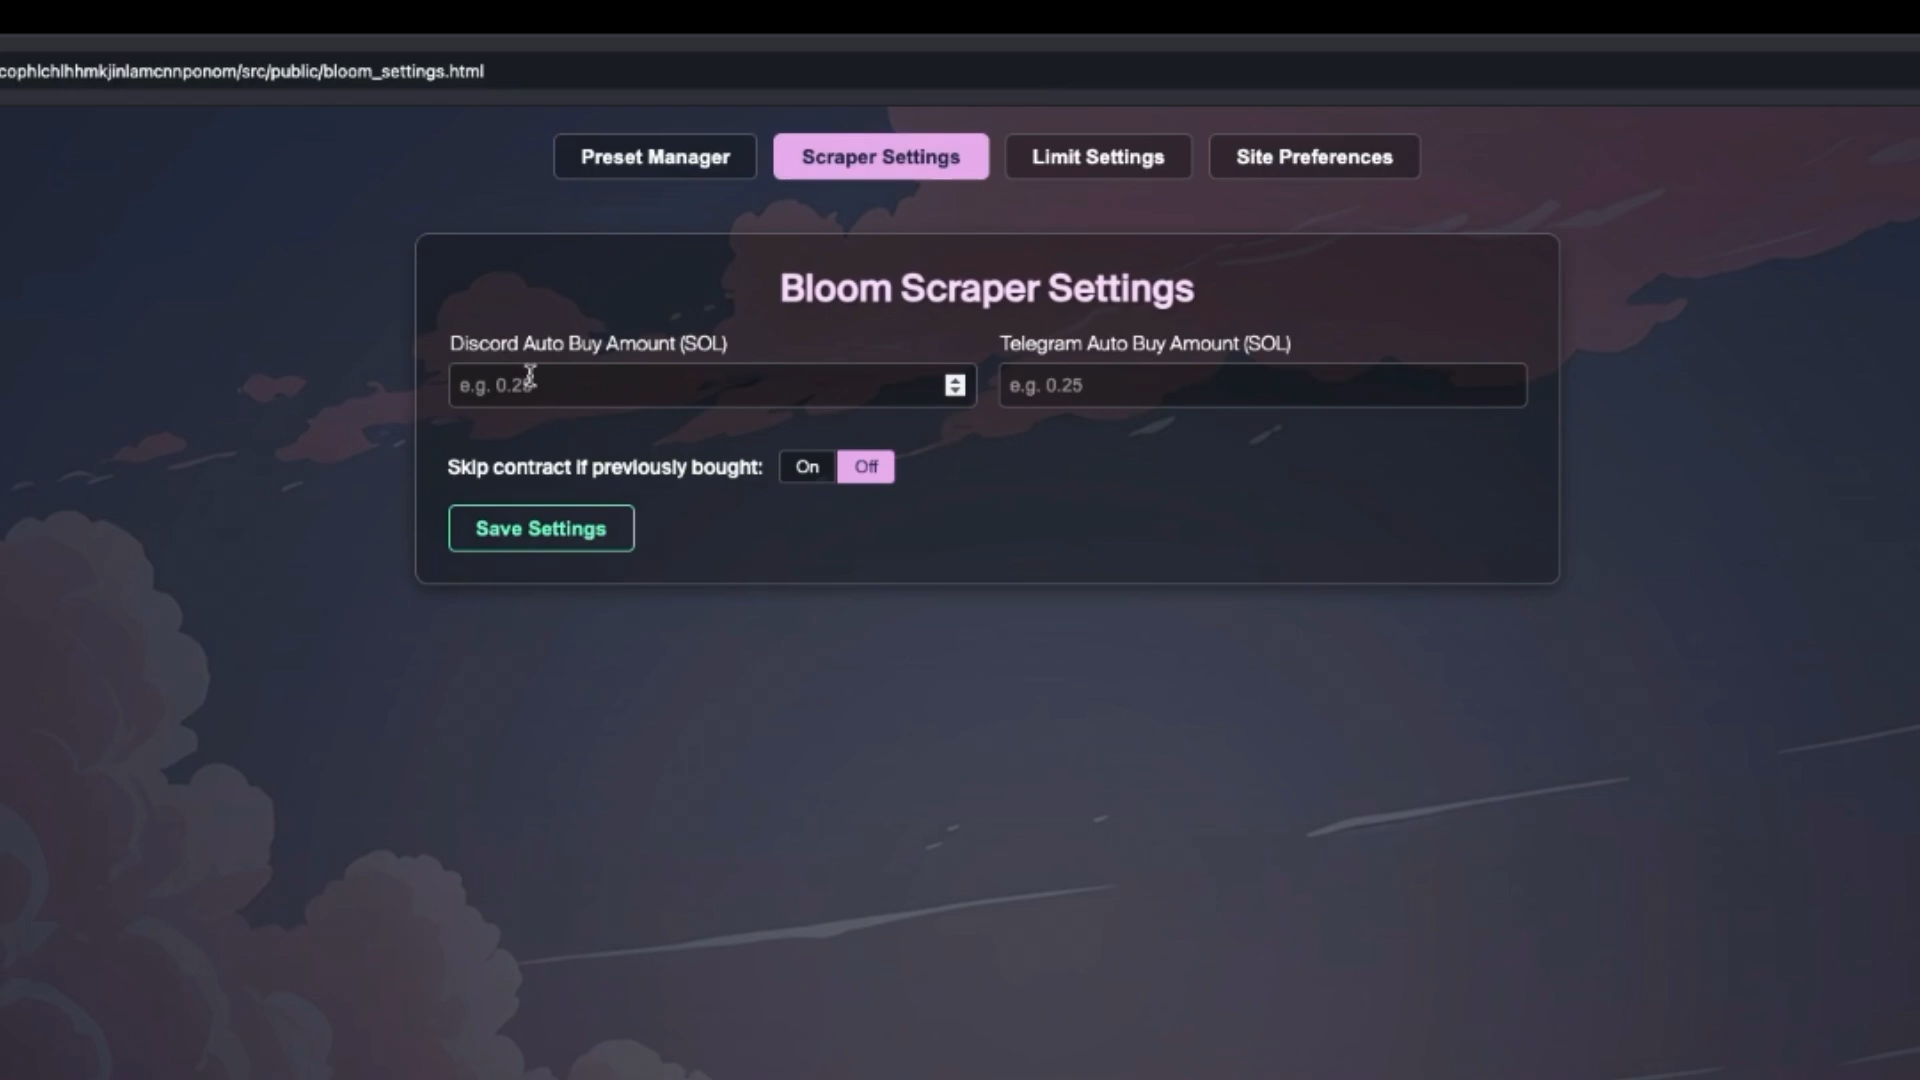 cophlchlhhmkjinlamcnnponom/src/public/bloom_settings.html
Preset Manager
Scraper Settings
Limit Settings
Site Preferences
Bloom Scraper Settings
Discord Auto Buy Amount (SOL)
Telegram Auto Buy Amount (SOL)
e.g. 0.25
e.g. 0.25
Skip contract if previously bought:
On
Off
Save Settings